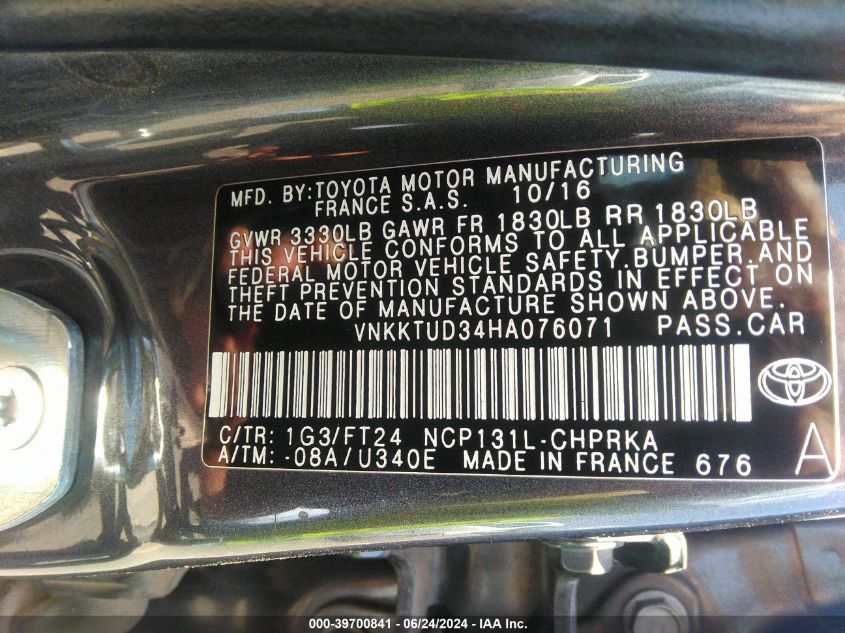 MFD. BY:TOYOTA MOTOR MANUFACTURING
FRANCE S.A.S. 10/16
GVWR 3330LB GAWR FR 1830LB RR 1830LB
THIS VEHICLE CONFORMS TO ALL APPLICABLE
FEDERAL MOTOR VEHICLE SAFETY,BUMPER,AND
THEFT PREVENTION STANDARDS IN EFFECT ON
THE DATE OF MANUFACTURE SHOWN ABOVE.
VNKKTUD34HA076071 PASS.CAR
C/TR: 1G3/FT24 NCP131L-CHPRKA
A/TM: -08A/U340E MADE IN FRANCE 676 A
000-39700841 - 06/24/2024 - IAA Inc.